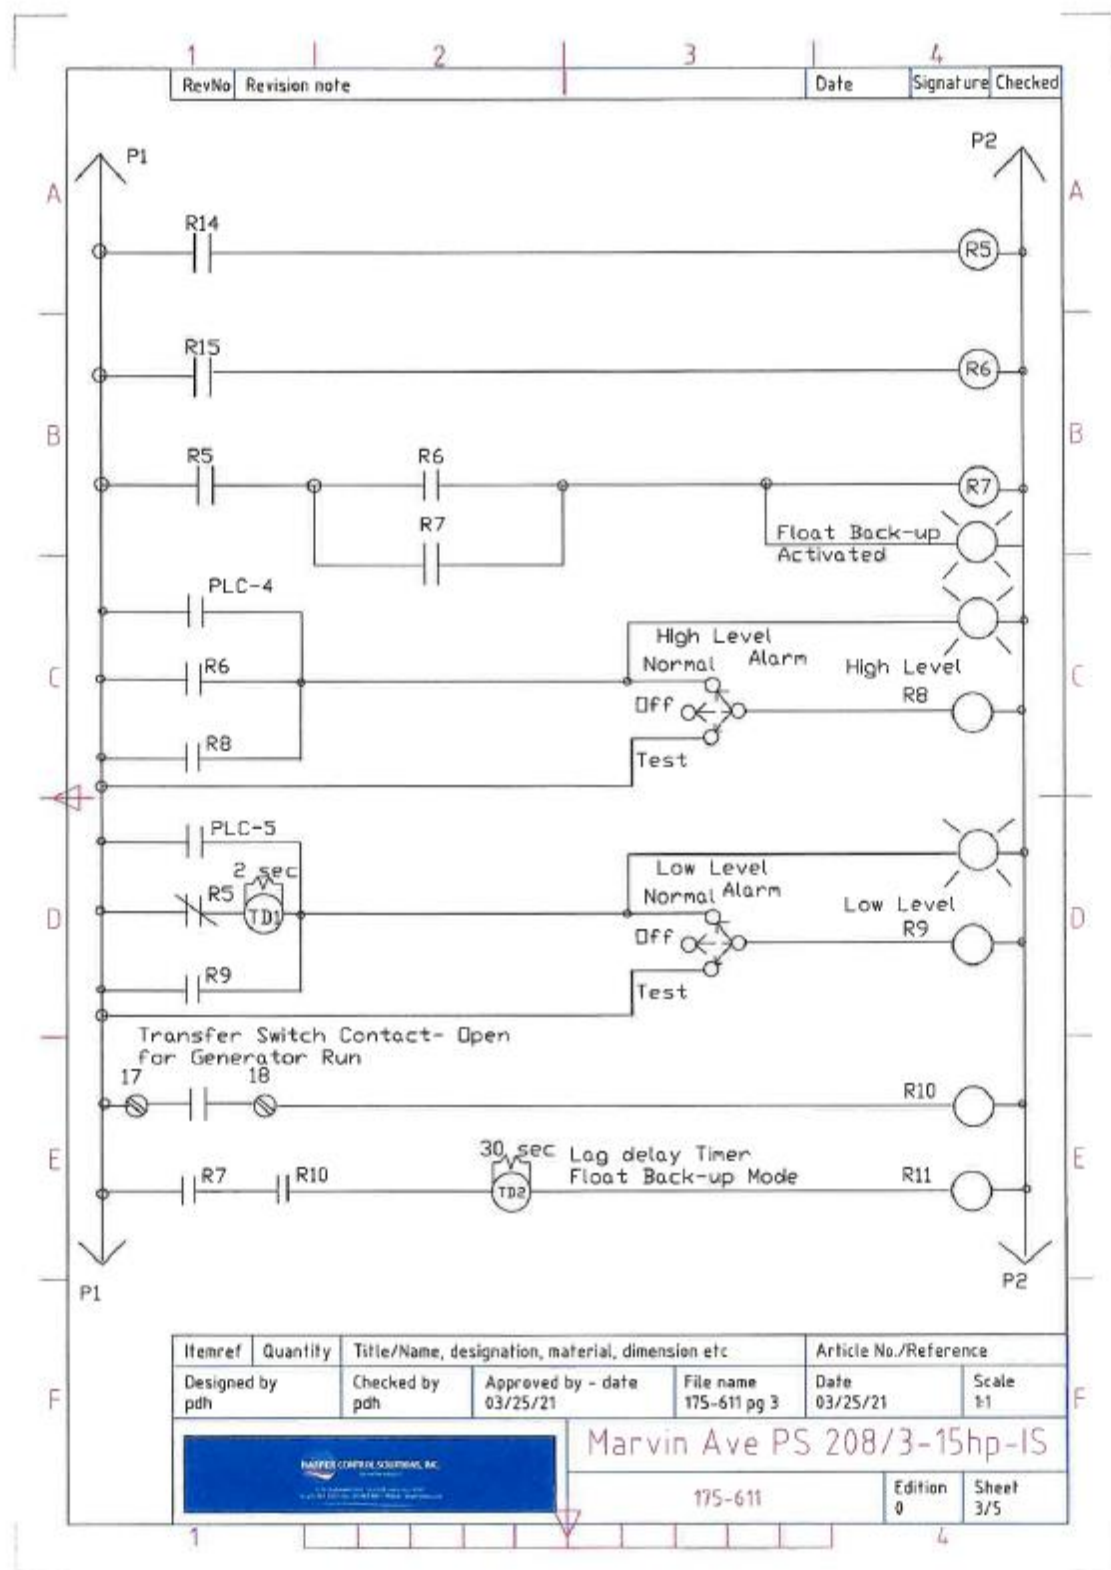 1 2 3 4
RevNo Revision note Date Signature Checked
P1 P2
A A
R14
R5
R15
R6
B B
R5 R6
R7
R7
Float Back-up
Activated
PLC-4
HIgh Level
Normal Alarm High Level
C R6 C
Off R8
R8
Test
PLC-5
2 sec Low Level
R5 Normal Alarm Low Level
D TD1 D
Off R9
R9
Test
Transfer Switch Contact- Open
for Generator Run
17 18
R10
E 30 sec Lag delay Timer E
R7 R10 Float Back-up Mode R11
TD2
P1 P2
Itemref Quantity Title/Name, designation, material, dimension etc Article No./Reference
Designed by Checked by Approved by - date File name Date Scale
pdh pdh 03/25/21 175-611 pg 3 03/25/21 1:1
F F
HARPER CONTROL SOLUTIONS, INC.
Marvin Ave PS 208/3-15hp-IS
175-611
Edition Sheet
0 3/5
1 4